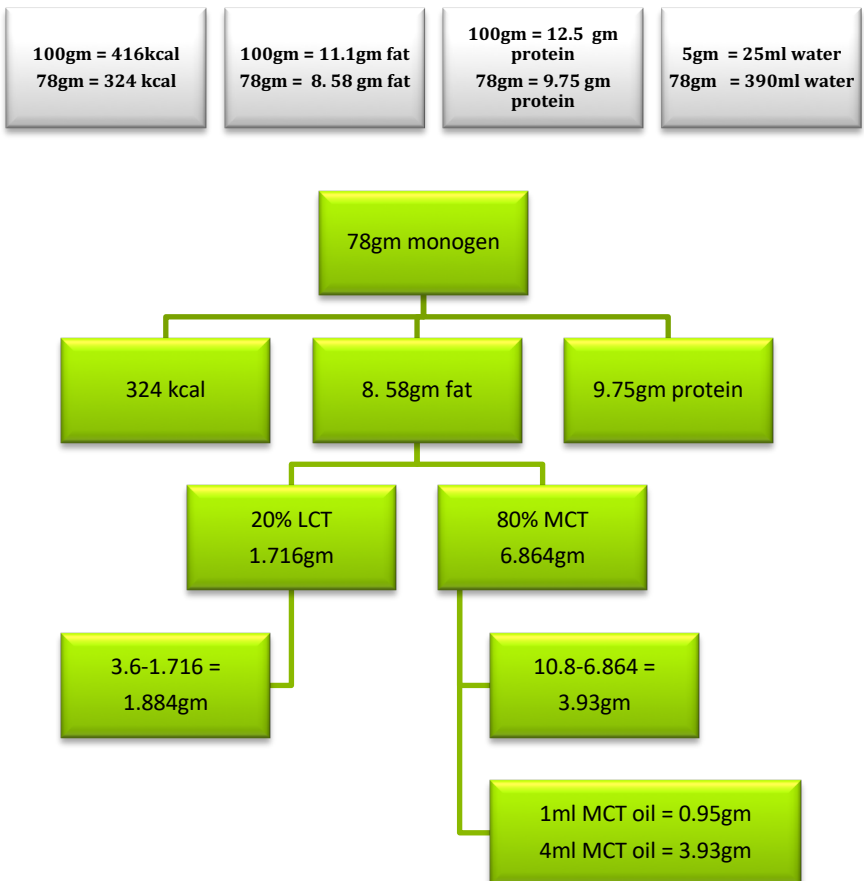 100gm = 416kcal
78gm = 324 kcal
100gm = 11.1gm fat
78gm = 8. 58 gm fat
100gm = 12.5 gm
protein
78gm = 9.75 gm
protein
5gm = 25ml water
78gm = 390ml water
78gm monogen
324 kcal
8. 58gm fat
9.75gm protein
20% LCT
1.716gm
80% MCT
6.864gm
3.6-1.716 =
1.884gm
10.8-6.864 =
3.93gm
1ml MCT oil = 0.95gm
4ml MCT oil = 3.93gm